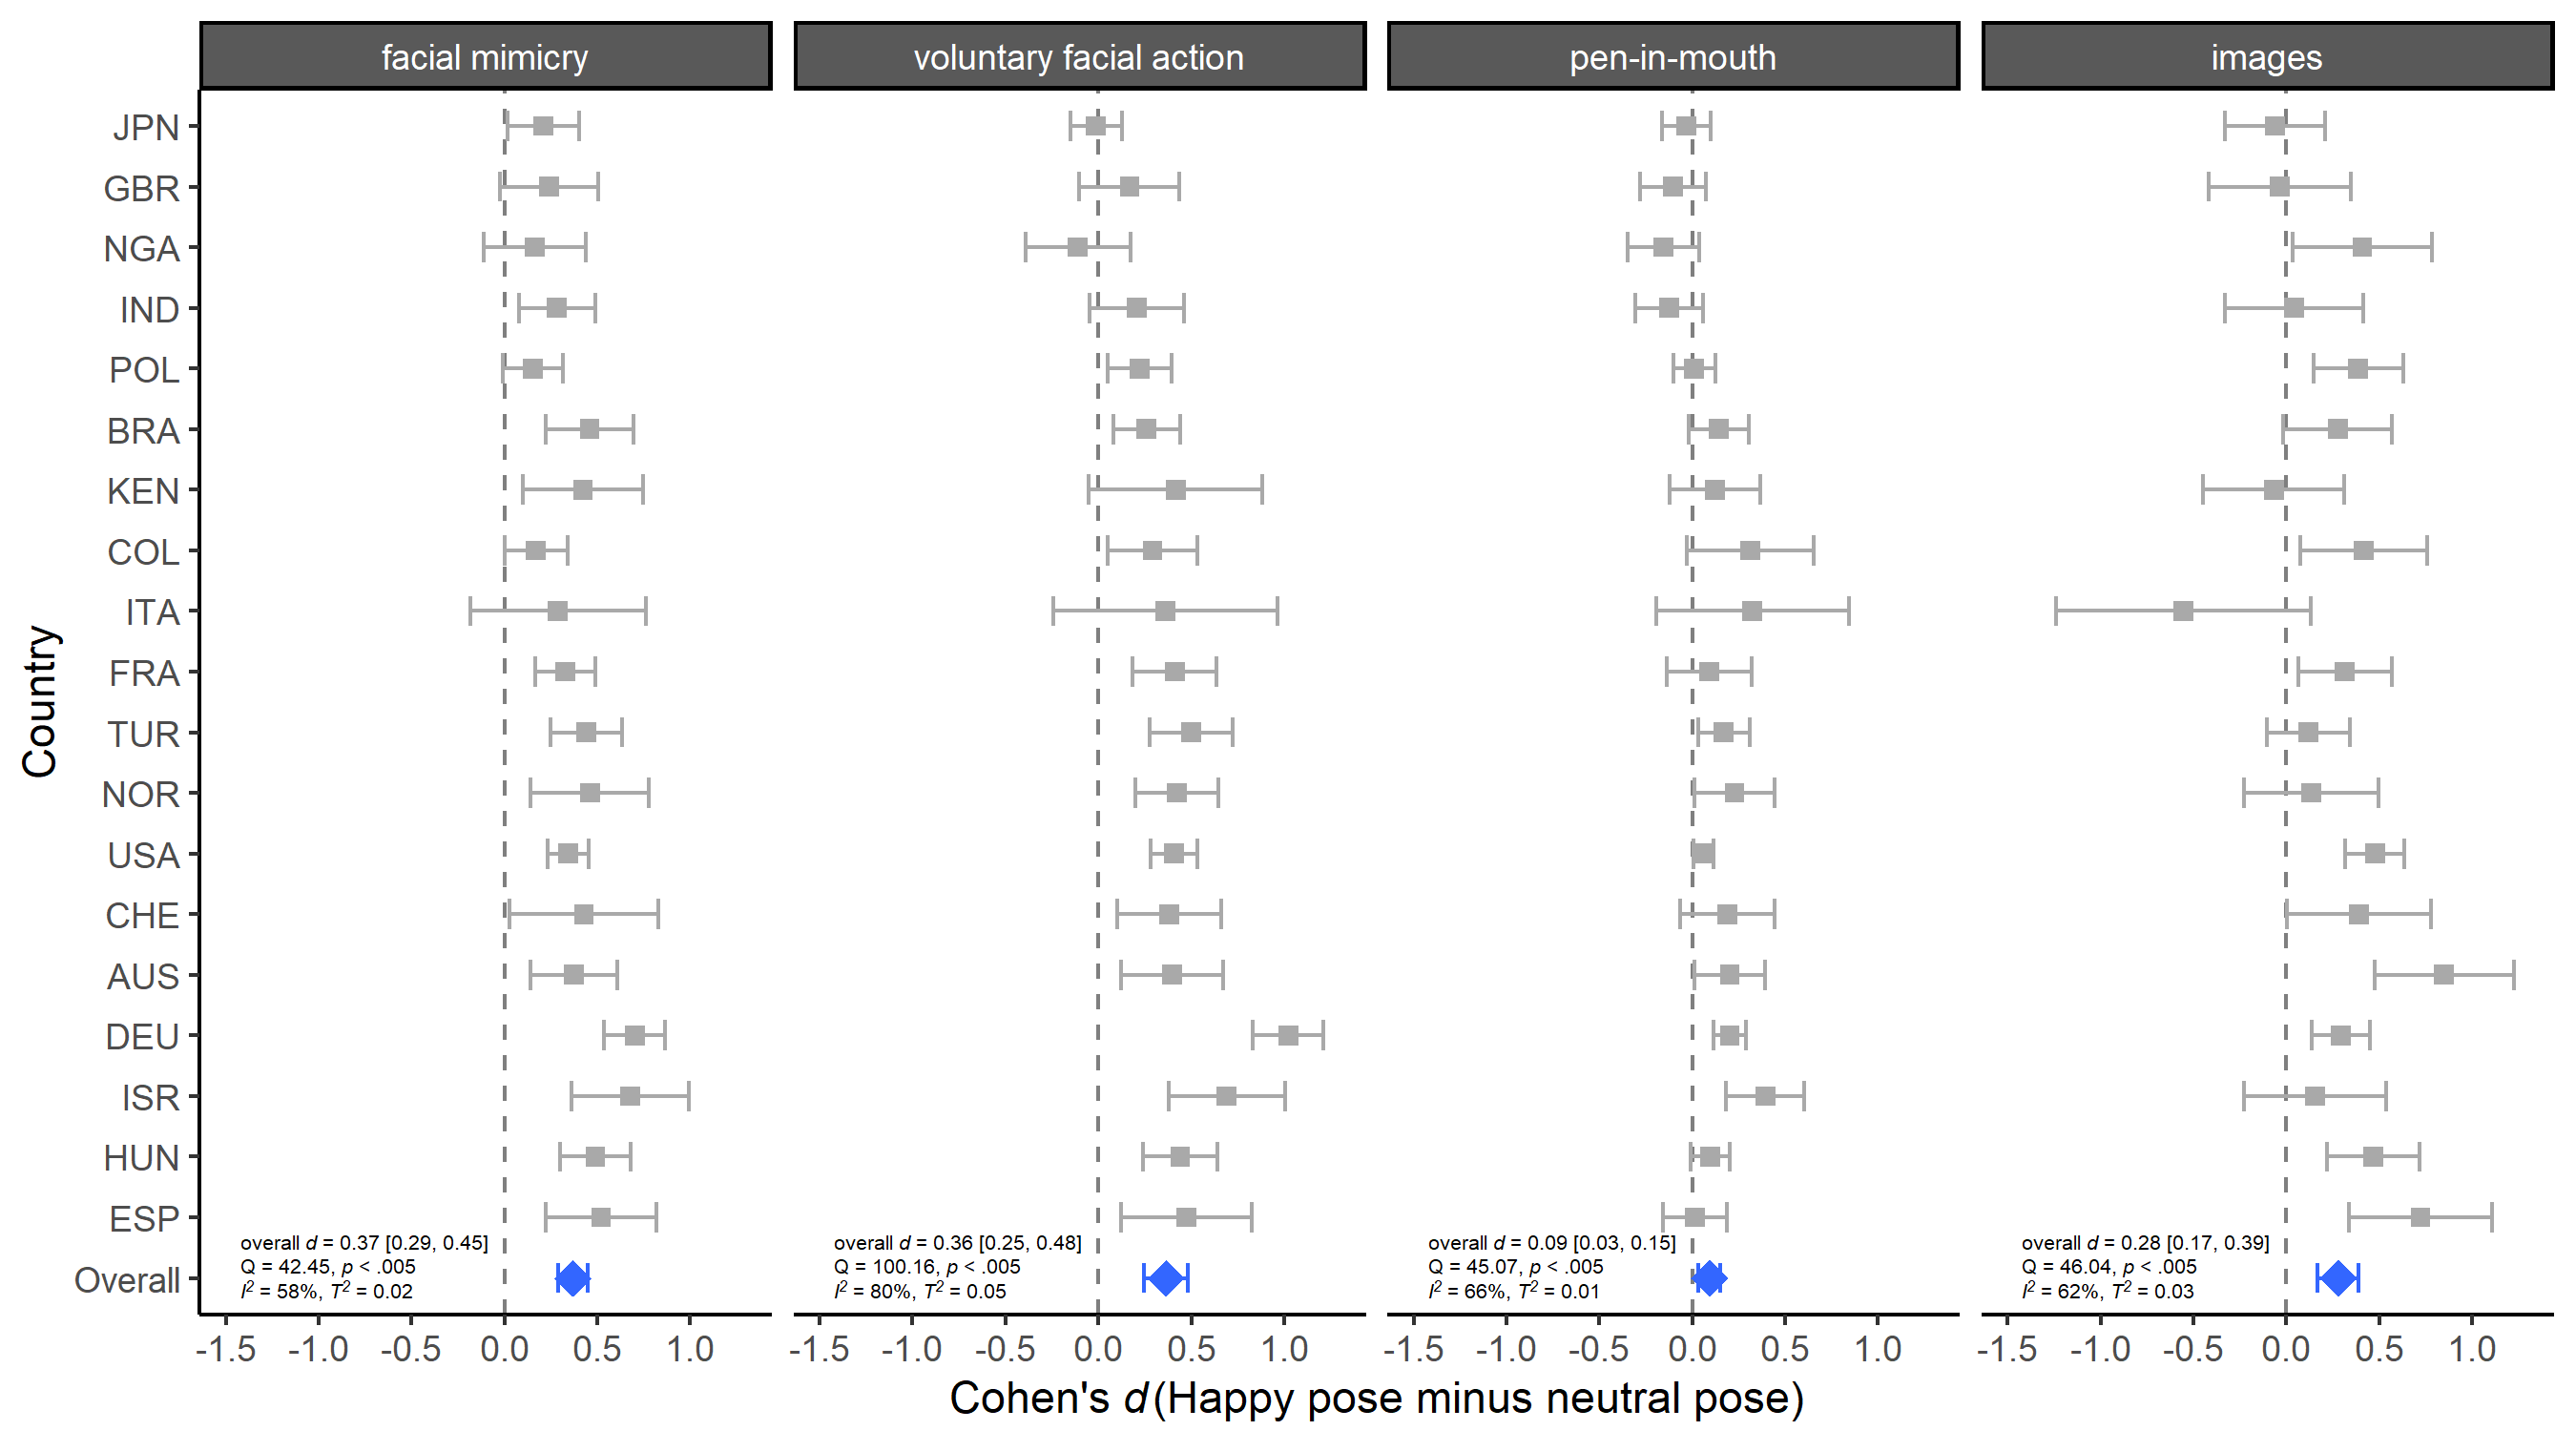 facial mimicry
voluntary facial action
pen-in-mouth
images
Country
JPN
GBR
NGA
IND
POL
BRA
KEN
COL
ITA
FRA
TUR
NOR
USA
CHE
AUS
DEU
ISR
HUN
ESP
Overall
overall d = 0.37 [0.29, 0.45]
Q = 42.45, p < .005
I² = 58%, T² = 0.02
overall d = 0.36 [0.25, 0.48]
Q = 100.16, p < .005
I² = 80%, T² = 0.05
overall d = 0.09 [0.03, 0.15]
Q = 45.07, p < .005
I² = 66%, T² = 0.01
overall d = 0.28 [0.17, 0.39]
Q = 46.04, p < .005
I² = 62%, T² = 0.03
-1.5 -1.0 -0.5 0.0 0.5 1.0
-1.5 -1.0 -0.5 0.0 0.5 1.0
-1.5 -1.0 -0.5 0.0 0.5 1.0
-1.5 -1.0 -0.5 0.0 0.5 1.0
Cohen's d (Happy pose minus neutral pose)